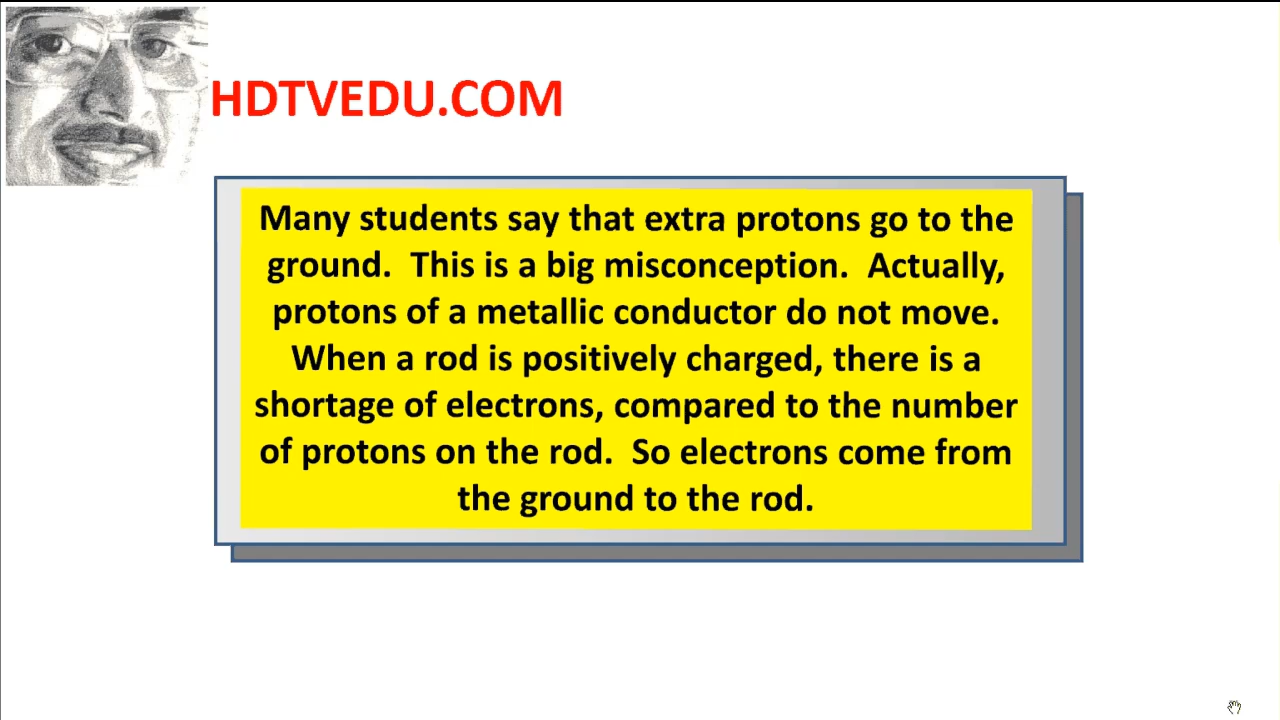 HDTVEDU.COM
Many students say that extra protons go to the
ground.  This is a big misconception.  Actually,
protons of a metallic conductor do not move.
When a rod is positively charged, there is a
shortage of electrons, compared to the number
of protons on the rod.  So electrons come from
the ground to the rod.